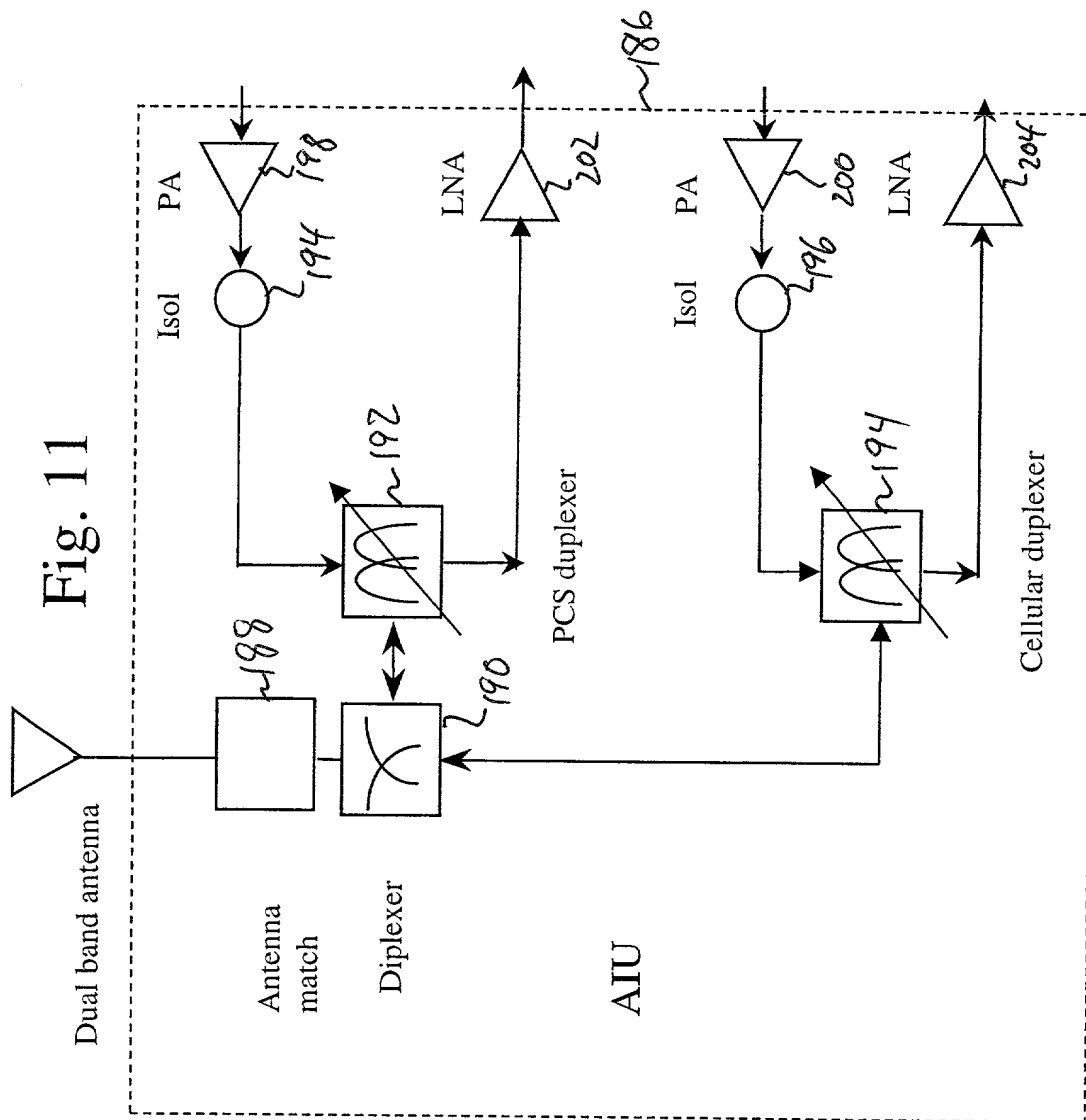 Fig. 11
Dual band antenna
Antenna
match
188
Diplexer
190
AIU
PCS duplexer
192
Isol
194
PA
198
LNA
202
186
Cellular duplexer
194
Isol
196
PA
200
LNA
204